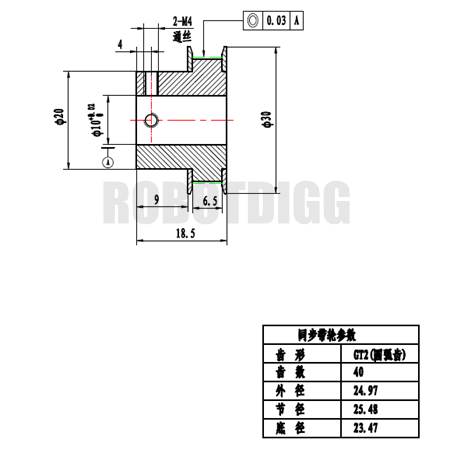 2-M4
通丝
4
◎ 0.03 A
ϕ20
ϕ10 +0.02 0
A
ϕ30
ROBOTDIGG
9
6.5
18.5
同步带轮参数
齿 形 GT2(圆弧齿)
齿 数 40
外 径 24.97
节 径 25.48
底 径 23.47